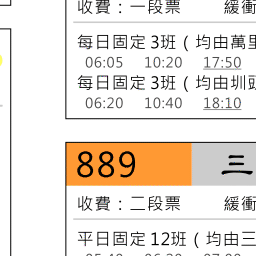 收費：一段票 緩衝
每日固定 3班（均由萬里
06:05 10:20 17:50
每日固定 3班（均由圳頭
06:20 10:40 18:10
889 三
收費：二段票 緩衝
平日固定 12班（均由三